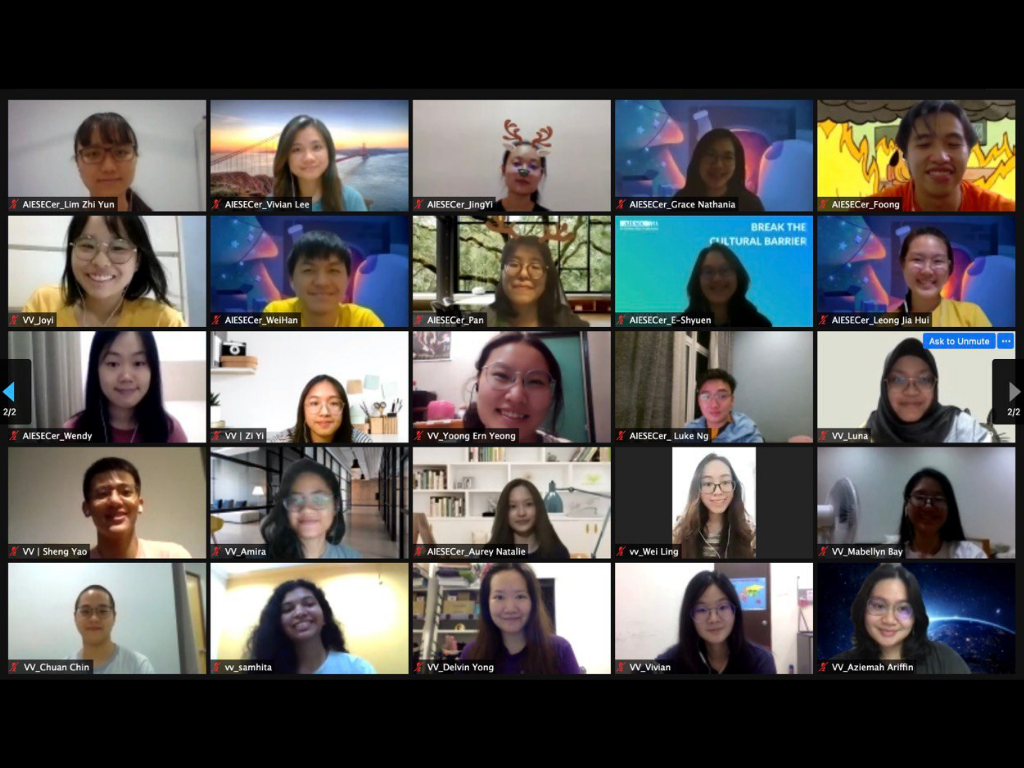 AIESECer_Lim Zhi Yun
AIESECer_Vivian Lee
AIESECer_JingYi
AIESECer_Grace Nathania
AIESECer_Foong
VV_Joyi
AIESECer_WeiHan
AIESECer_Pan
BREAK THE
CULTURAL BARRIER
AIESECer_E-Shyuen
AIESECer_Leong Jia Hui
2/2
AIESECer_Wendy
VV | Zi Yi
VV_Yoong Ern Yeong
AIESECer_ Luke Ng
Ask to Unmute
VV_Luna
2/2
VV | Sheng Yao
VV_Amira
AIESECer_Aurey Natalie
vv_Wei Ling
VV_Mabellyn Bay
VV_Chuan Chin
vv_samhita
VV_Delvin Yong
VV_Vivian
VV_Aziemah Ariffin